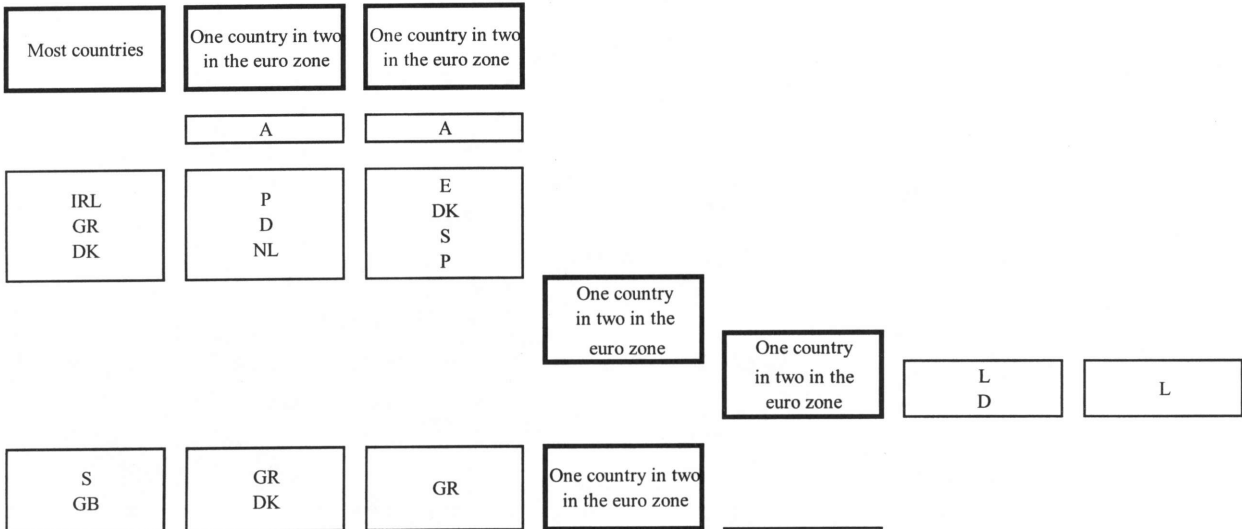 Most countries
One country in two
in the euro zone
One country in two
in the euro zone
A
A
IRL
GR
DK
P
D
NL
E
DK
S
P
One country
in two in the
euro zone
One country
in two in the
euro zone
L
D
L
S
GB
GR
DK
GR
One country in two
in the euro zone